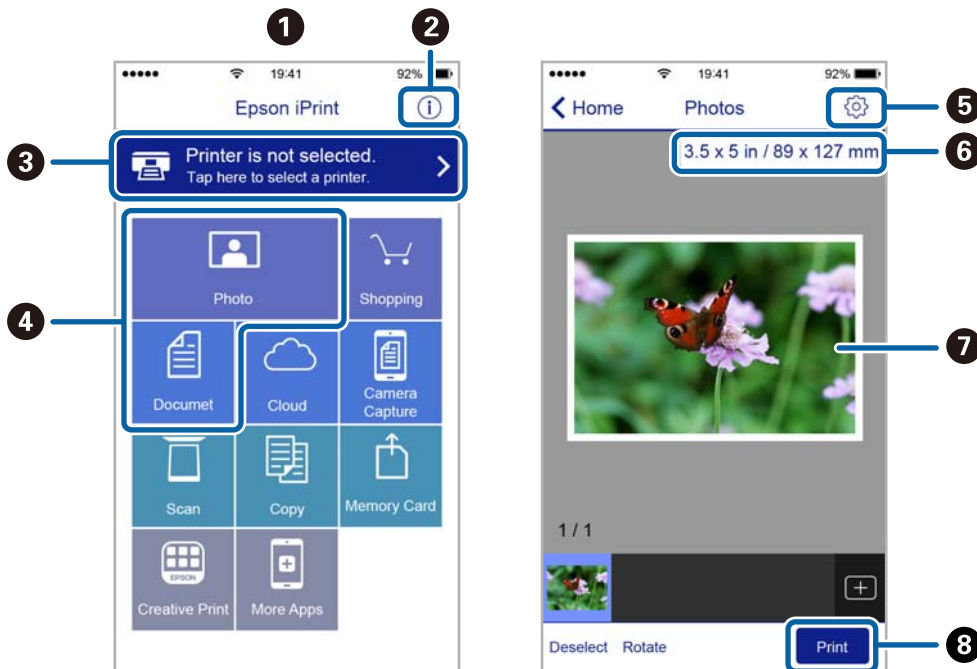 1
2
19:41
92%
Epson iPrint
i
3
Printer is not selected.
Tap here to select a printer.
4
Photo
Shopping
Documet
Cloud
Camera
Capture
Scan
Copy
Memory Card
EPSON
Creative Print
More Apps
19:41
92%
Home
Photos
5
3.5 x 5 in / 89 x 127 mm
6
7
1 / 1
Deselect
Rotate
Print
8